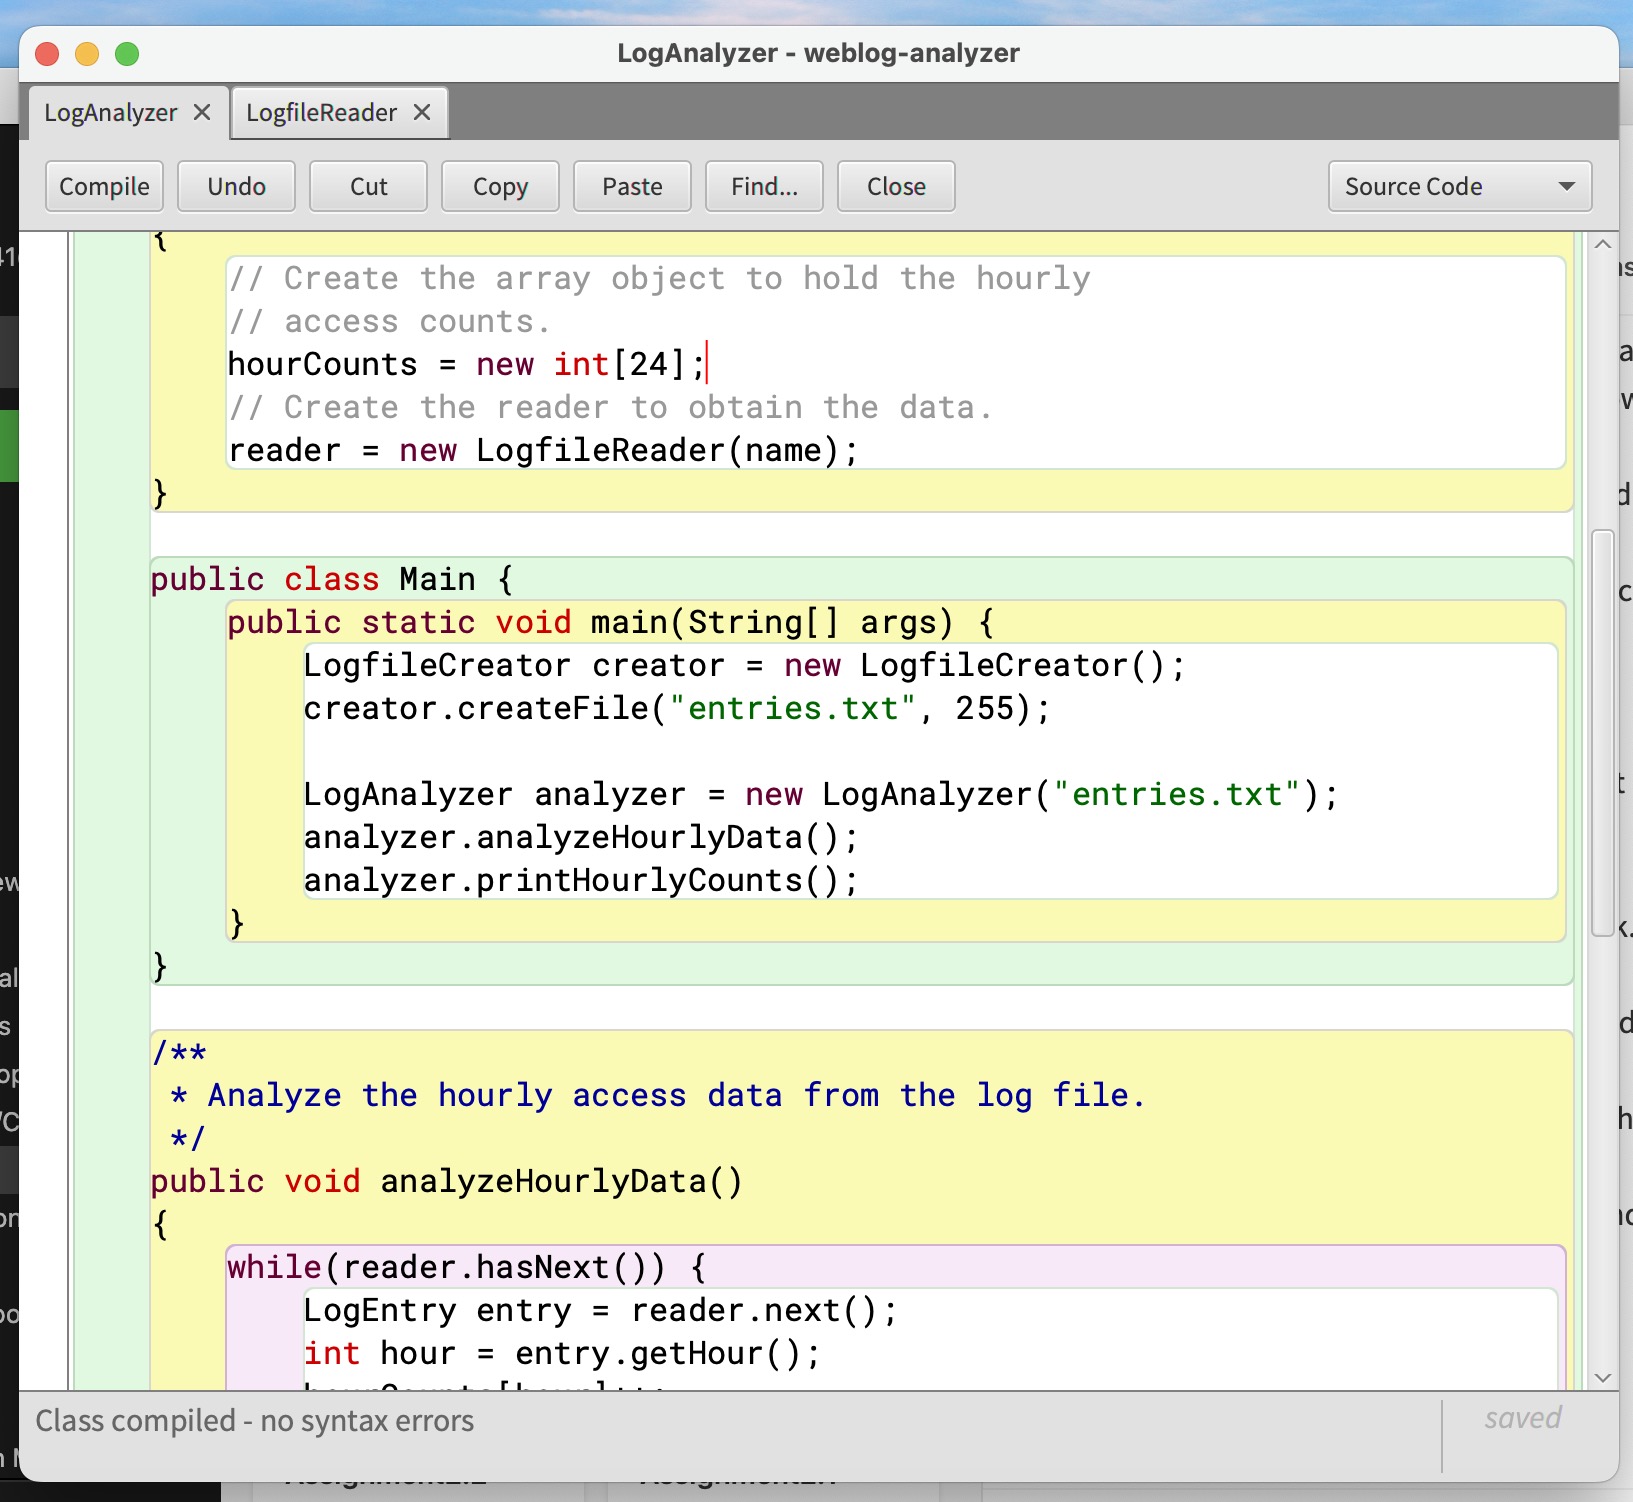 LogAnalyzer - weblog-analyzer
LogAnalyzer LogfileReader
Compile Undo Cut Copy Paste Find... Close Source Code
{
// Create the array object to hold the hourly
// access counts.
hourCounts = new int[24];
// Create the reader to obtain the data.
reader = new LogfileReader(name);
}
public class Main {
public static void main(String[] args) {
LogfileCreator creator = new LogfileCreator();
creator.createFile("entries.txt", 255);
LogAnalyzer analyzer = new LogAnalyzer("entries.txt");
analyzer.analyzeHourlyData();
analyzer.printHourlyCounts();
}
}
/**
* Analyze the hourly access data from the log file.
*/
public void analyzeHourlyData()
{
while(reader.hasNext()) {
LogEntry entry = reader.next();
int hour = entry.getHour();
Class compiled - no syntax errors
saved